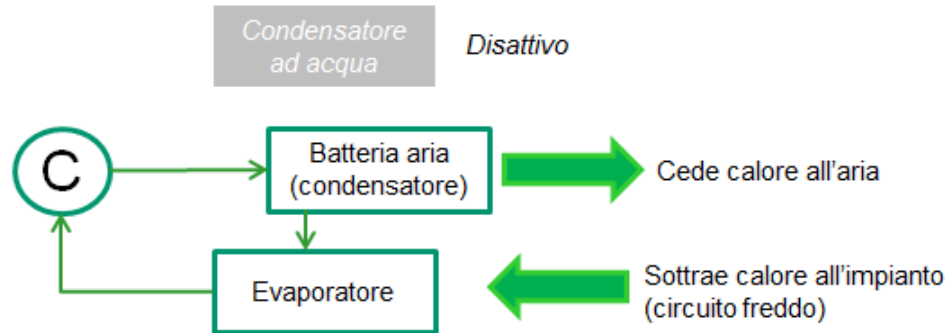 Condensatore
ad acqua
Disattivo
C
Batteria aria
(condensatore)
Cede calore all'aria
Evaporatore
Sottrae calore all'impianto
(circuito freddo)